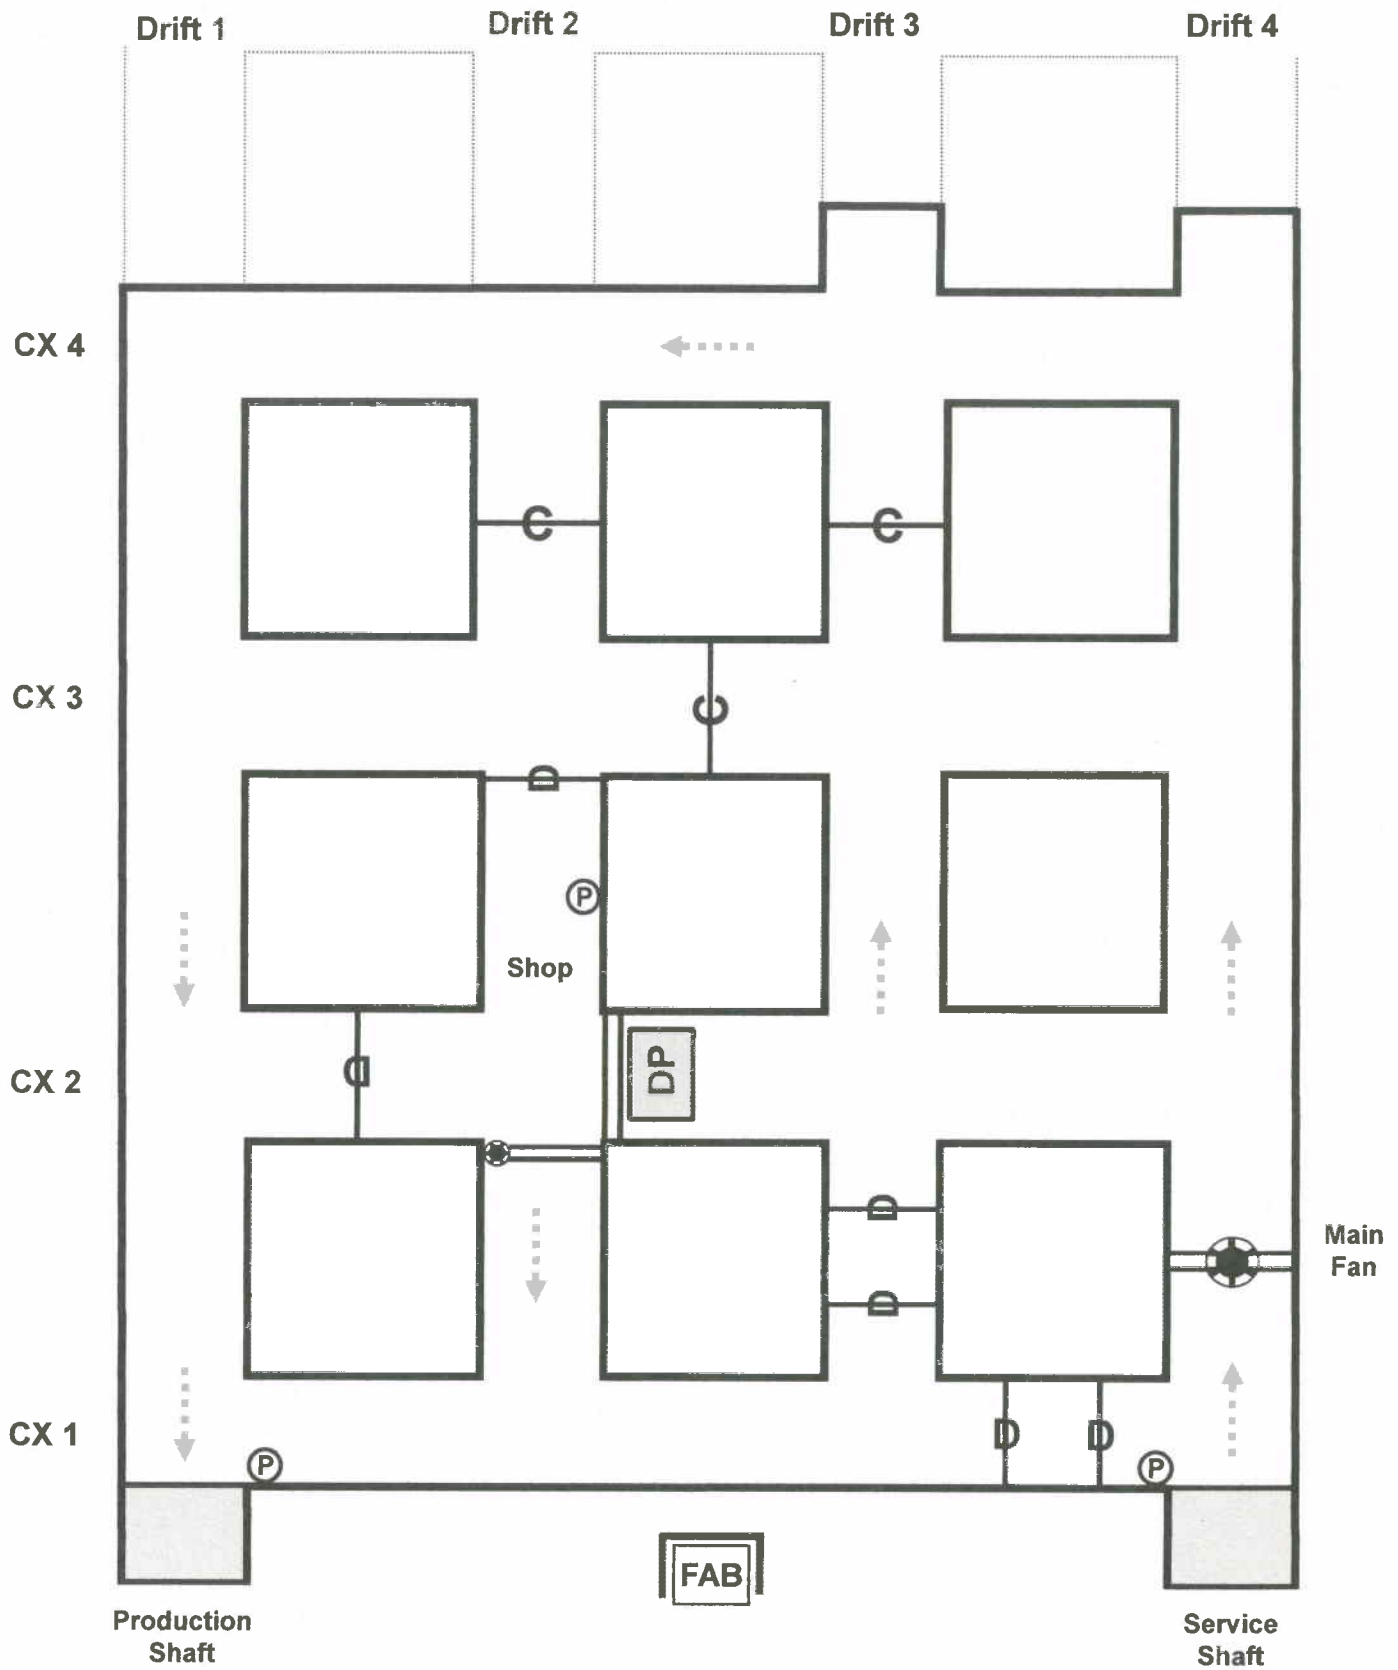 Drift 1
Drift 2
Drift 3
Drift 4
CX 4
C
C
CX 3
C
D
P
Shop
CX 2
D
DP
D
D
Main
Fan
CX 1
D
D
P
P
FAB
Production
Shaft
Service
Shaft